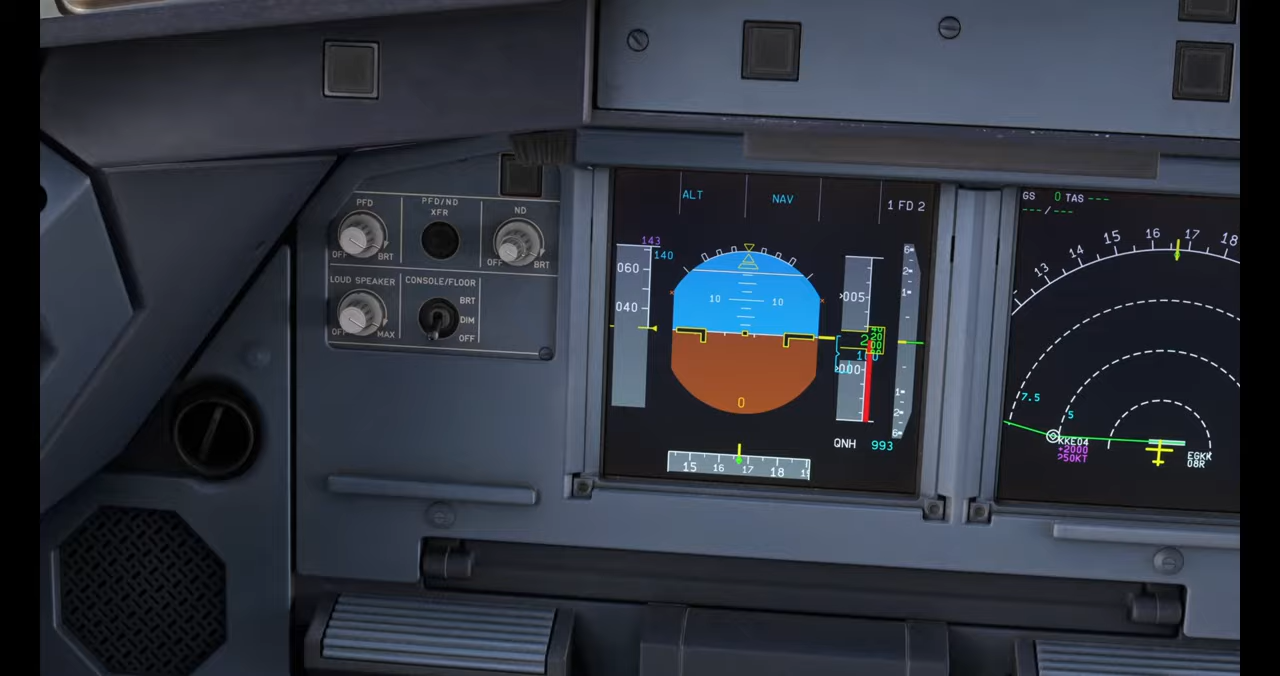 PFD
PFD/ND
XFR
ND
OFF
BRT
OFF
BRT
LOUD SPEAKER
CONSOLE/FLOOR
OFF
MAX
BRT
DIM
OFF
ALT
NAV
1 FD 2
143
140
060
040
10
10
0
005
000
QNH 993
15 16 17 18
GS 0 TAS ---
---/---
13 14 15 16 17 18
7.5
5
KKE04
+2000
250KT
EGKK
08R